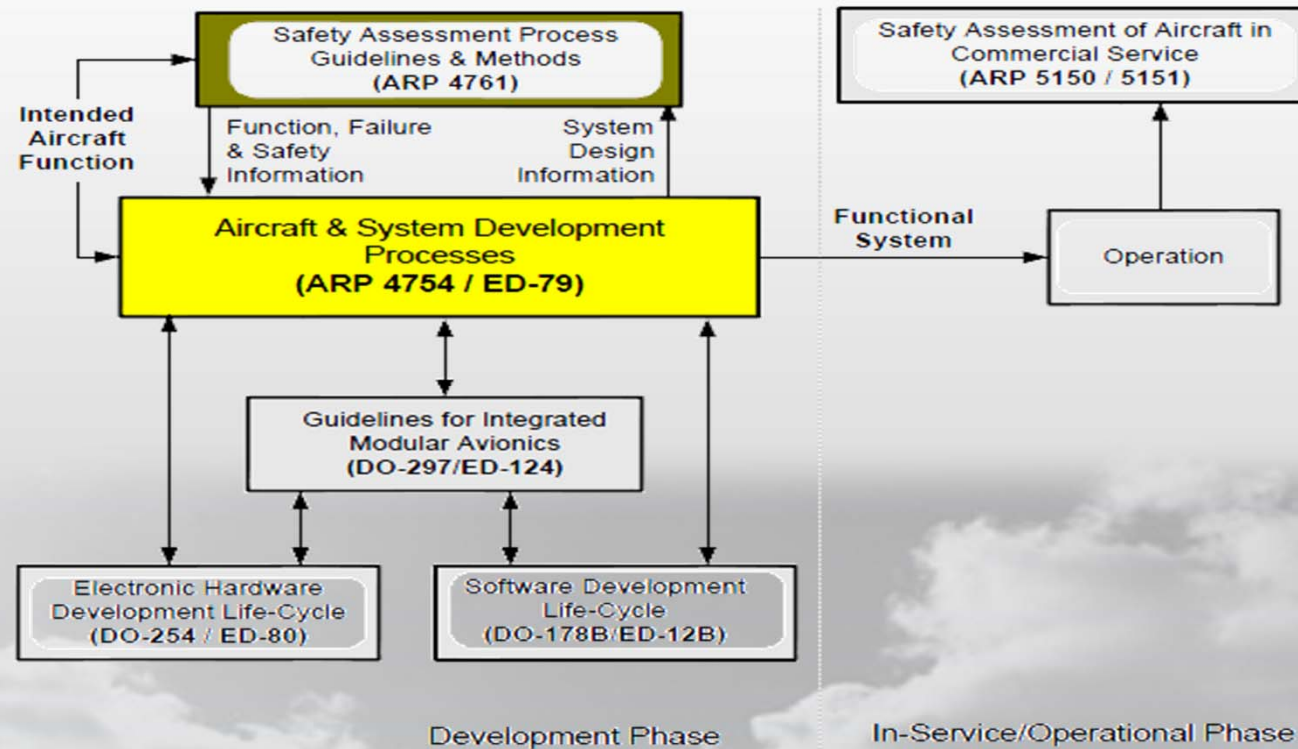 Safety Assessment Process
Guidelines & Methods
(ARP 4761)
Safety Assessment of Aircraft in
Commercial Service
(ARP 5150 / 5151)
Intended
Aircraft
Function
Function, Failure
& Safety
Information
System
Design
Information
Aircraft & System Development
Processes
(ARP 4754 / ED-79)
Functional
System
Operation
Guidelines for Integrated
Modular Avionics
(DO-297/ED-124)
Electronic Hardware
Development Life-Cycle
(DO-254 / ED-80)
Software Development
Life-Cycle
(DO-178B/ED-12B)
Development Phase
In-Service/Operational Phase